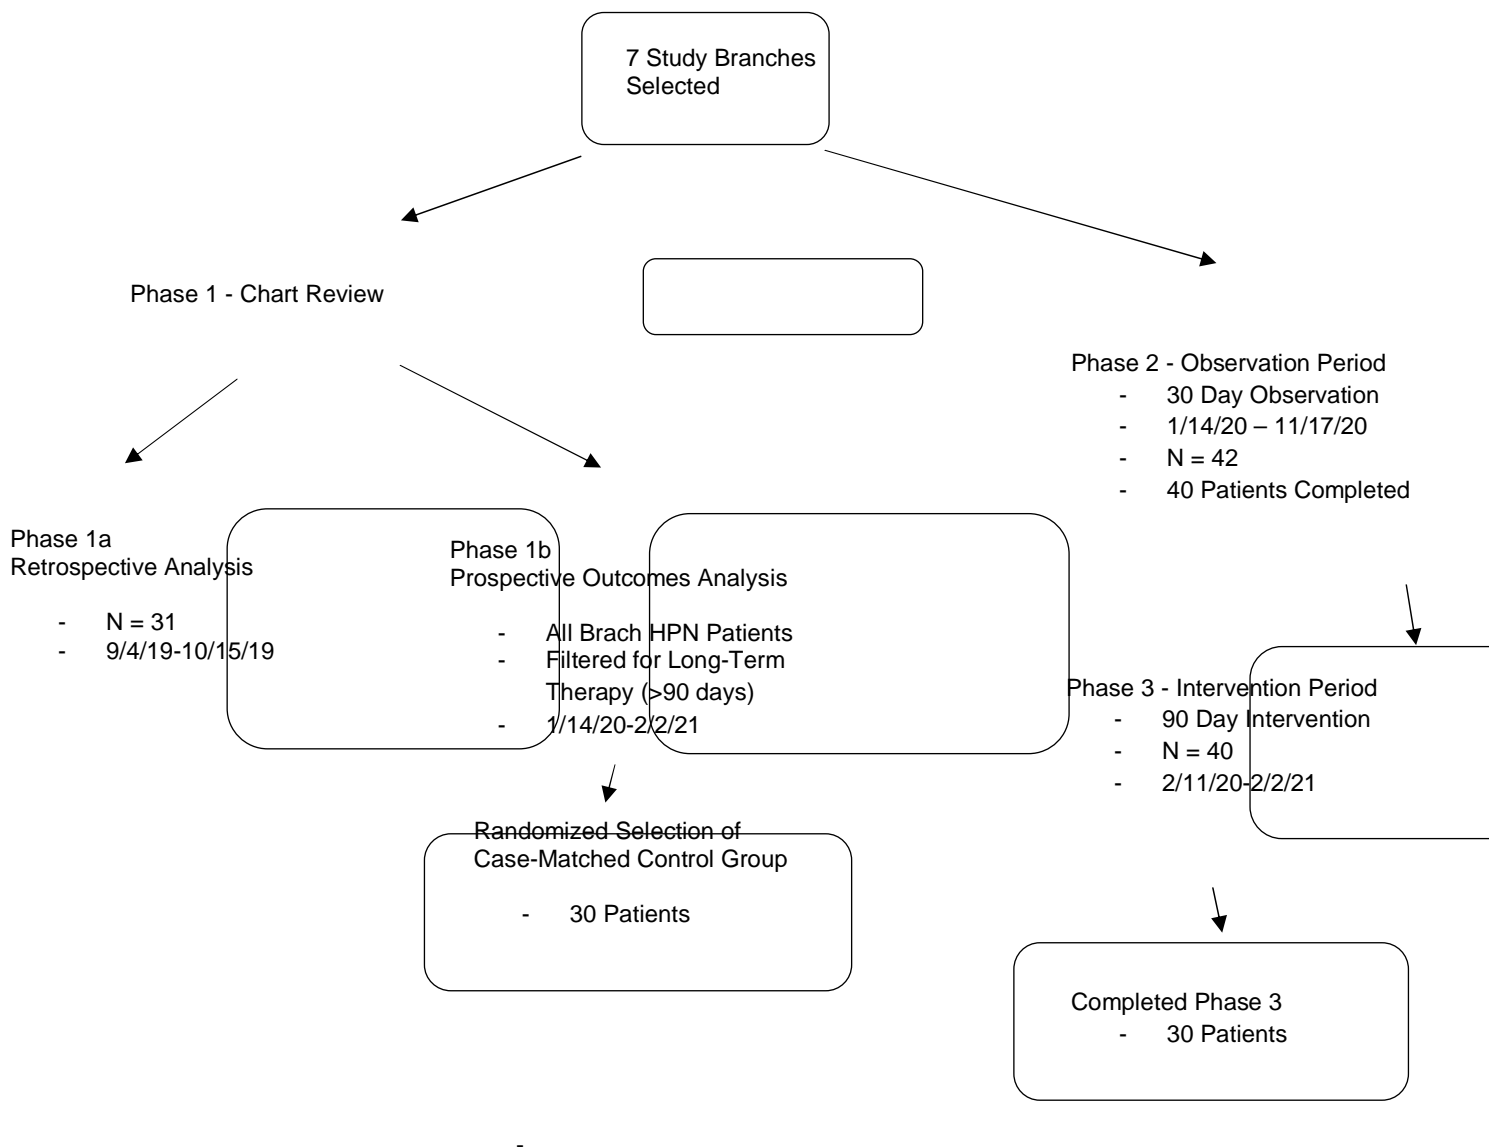 7 Study Branches
Selected
Phase 1 - Chart Review
Phase 2 - Observation Period
- 30 Day Observation
- 1/14/20 – 11/17/20
- N = 42
- 40 Patients Completed
Phase 1a
Retrospective Analysis
- N = 31
- 9/4/19-10/15/19
Phase 1b
Prospective Outcomes Analysis
- All Brach HPN Patients
- Filtered for Long-Term
Therapy (>90 days)
- 1/14/20-2/2/21
Phase 3 - Intervention Period
- 90 Day Intervention
- N = 40
- 2/11/20-2/2/21
Randomized Selection of
Case-Matched Control Group
- 30 Patients
Completed Phase 3
- 30 Patients
-